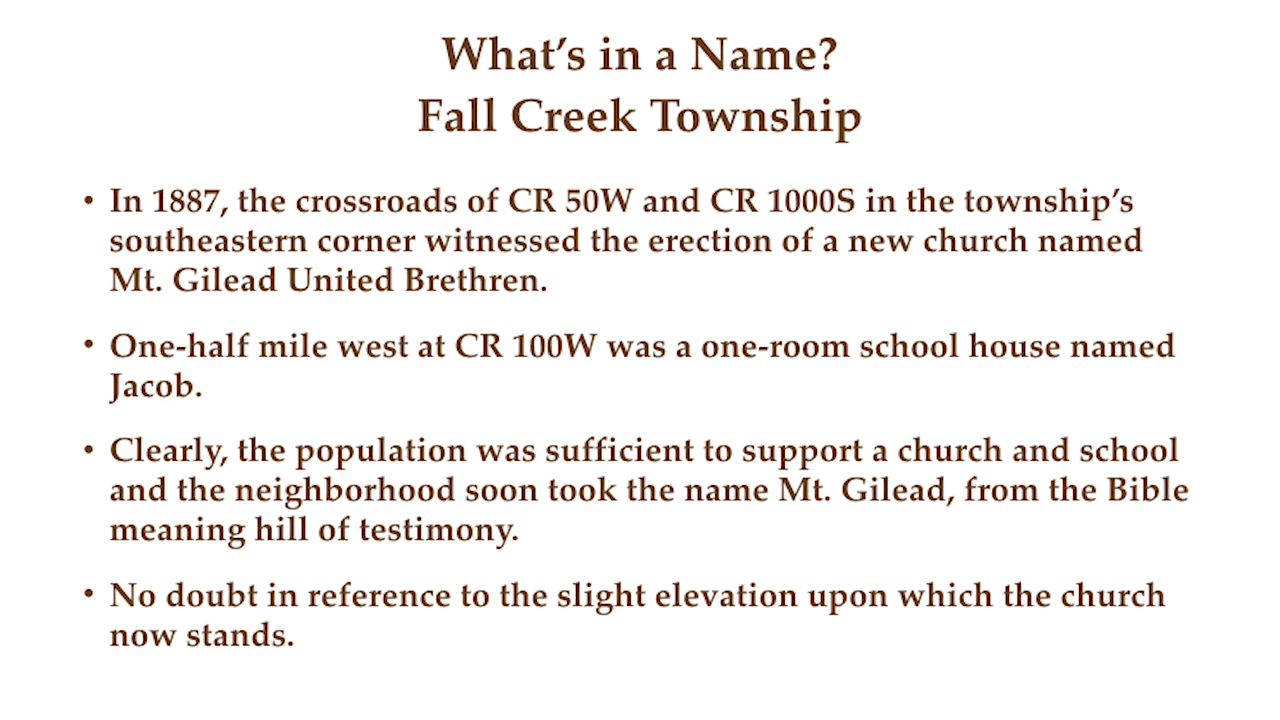 What's in a Name?
Fall Creek Township
• In 1887, the crossroads of CR 50W and CR 1000S in the township's
southeastern corner witnessed the erection of a new church named
Mt. Gilead United Brethren.
• One-half mile west at CR 100W was a one-room school house named
Jacob.
• Clearly, the population was sufficient to support a church and school
and the neighborhood soon took the name Mt. Gilead, from the Bible
meaning hill of testimony.
• No doubt in reference to the slight elevation upon which the church
now stands.